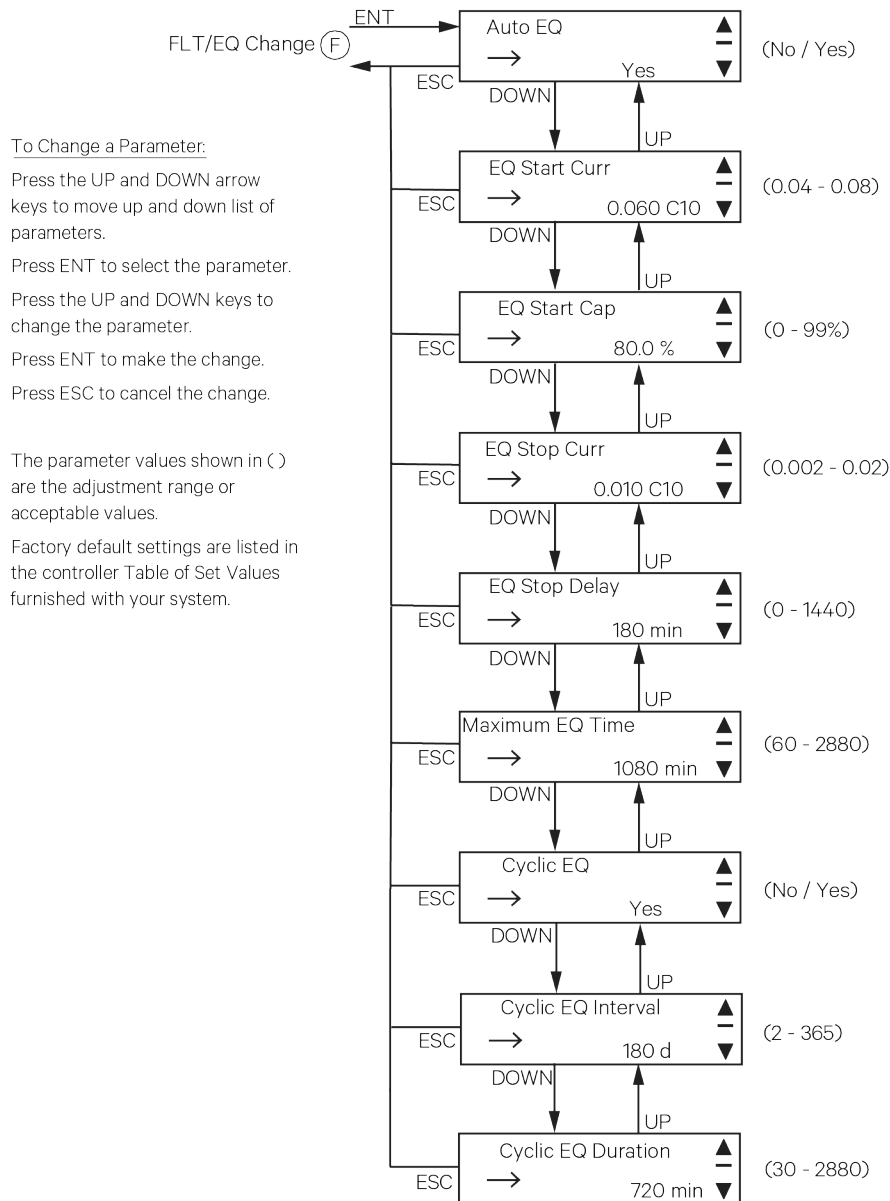 ENT
FLT/EQ Change F
ESC
Auto EQ
Yes
(No / Yes)
DOWN
UP
To Change a Parameter:
Press the UP and DOWN arrow
keys to move up and down list of
parameters.
Press ENT to select the parameter.
Press the UP and DOWN keys to
change the parameter.
Press ENT to make the change.
Press ESC to cancel the change.
The parameter values shown in ( )
are the adjustment range or
acceptable values.
Factory default settings are listed in
the controller Table of Set Values
furnished with your system.
EQ Start Curr
0.060 C10
(0.04 - 0.08)
ESC
DOWN
UP
EQ Start Cap
80.0 %
(0 - 99%)
ESC
DOWN
UP
EQ Stop Curr
0.010 C10
(0.002 - 0.02)
ESC
DOWN
UP
EQ Stop Delay
180 min
(0 - 1440)
ESC
DOWN
UP
Maximum EQ Time
1080 min
(60 - 2880)
ESC
DOWN
UP
Cyclic EQ
Yes
(No / Yes)
ESC
DOWN
UP
Cyclic EQ Interval
180 d
(2 - 365)
ESC
DOWN
UP
Cyclic EQ Duration
720 min
(30 - 2880)
ESC